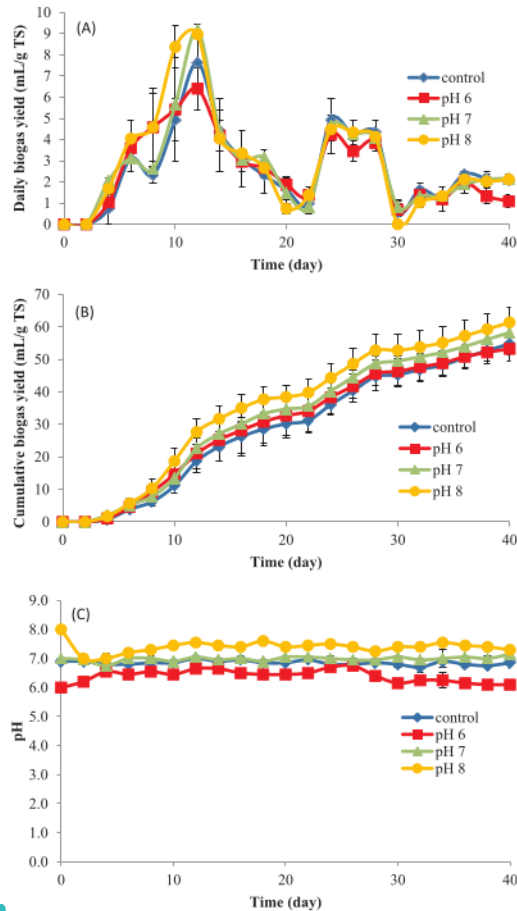 (A)
Daily biogas yield (mL/g TS)
10
9
8
7
6
5
4
3
2
1
0
control
pH 6
pH 7
pH 8
0 10 20 30 40
Time (day)
(B)
Cumulative biogas yield (mL/g TS)
70
60
50
40
30
20
10
0
control
pH 6
pH 7
pH 8
0 10 20 30 40
Time (day)
(C)
pH
9.0
8.0
7.0
6.0
5.0
4.0
3.0
2.0
1.0
0.0
control
pH 6
pH 7
pH 8
0 10 20 30 40
Time (day)